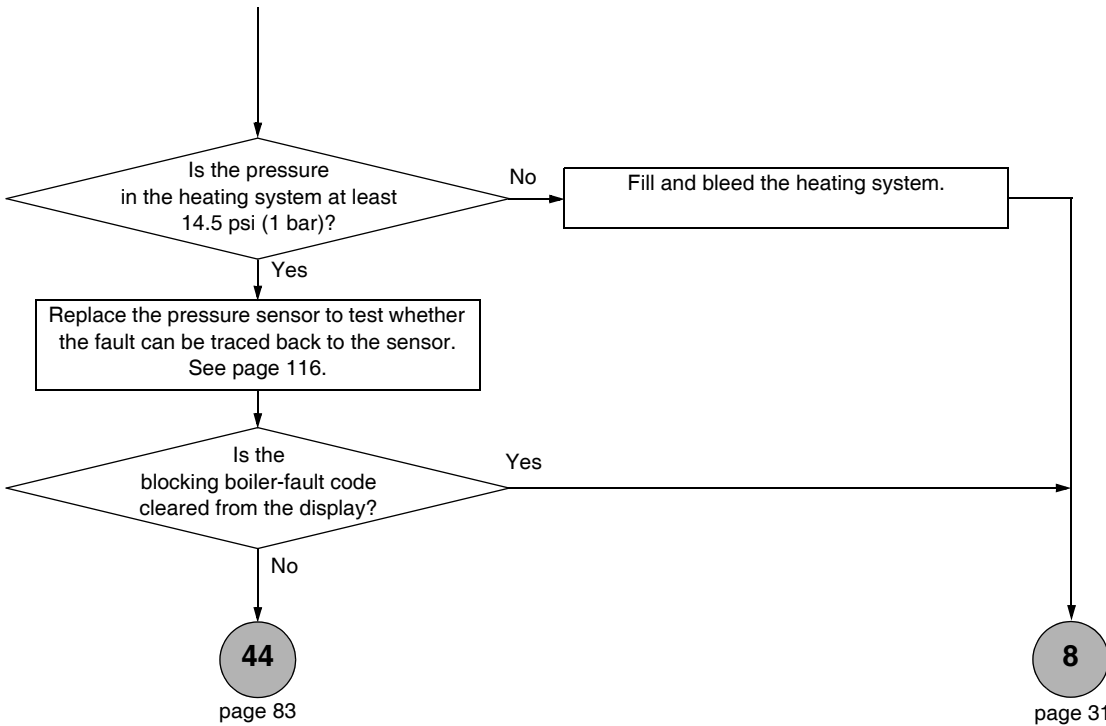 Is the pressure
in the heating system at least
14.5 psi (1 bar)?
No
Fill and bleed the heating system.
Yes
Replace the pressure sensor to test whether
the fault can be traced back to the sensor.
See page 116.
Is the
blocking boiler-fault code
cleared from the display?
Yes
No
44
page 83
8
page 31